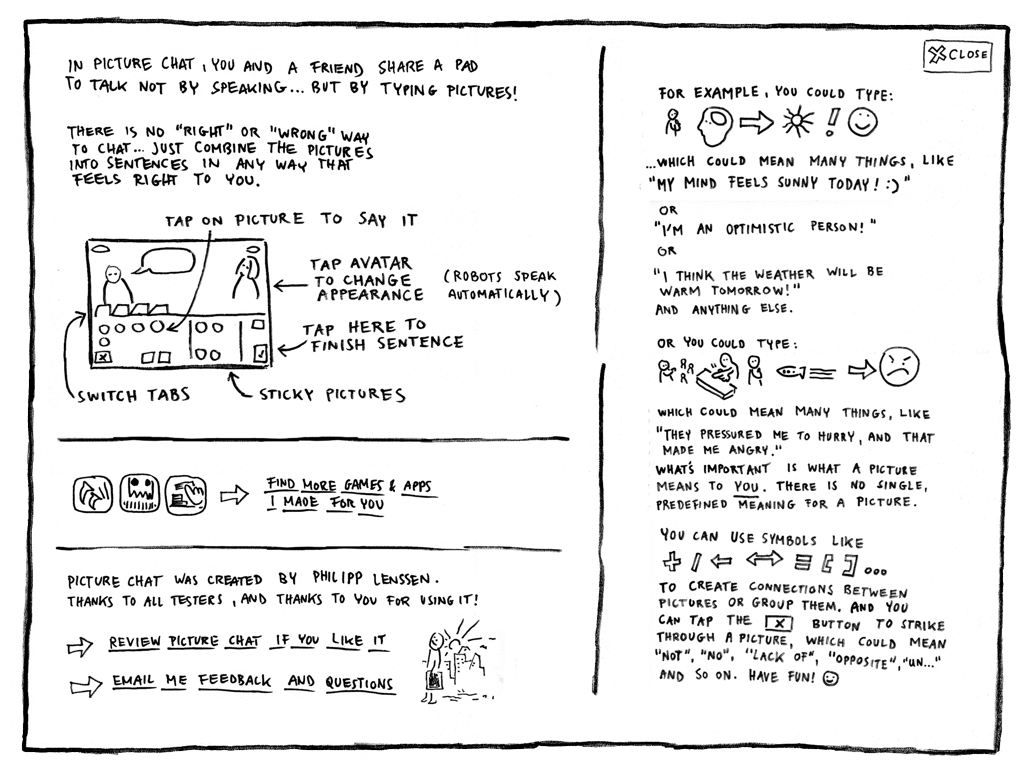 IN PICTURE CHAT, YOU AND A FRIEND SHARE A PAD
TO TALK NOT BY SPEAKING... BUT BY TYPING PICTURES!
THERE IS NO "RIGHT" OR "WRONG" WAY
TO CHAT... JUST COMBINE THE PICTURES
INTO SENTENCES IN ANY WAY THAT
FEELS RIGHT TO YOU.
TAP ON PICTURE TO SAY IT
TAP AVATAR
TO CHANGE
APPEARANCE
(ROBOTS SPEAK
AUTOMATICALLY)
TAP HERE TO
FINISH SENTENCE
SWITCH TABS
STICKY PICTURES
FIND MORE GAMES & APPS
I MADE FOR YOU
PICTURE CHAT WAS CREATED BY PHILIPP LENSSEN.
THANKS TO ALL TESTERS, AND THANKS TO YOU FOR USING IT!
REVIEW PICTURE CHAT IF YOU LIKE IT
EMAIL ME FEEDBACK AND QUESTIONS
CLOSE
FOR EXAMPLE, YOU COULD TYPE:
!
...WHICH COULD MEAN MANY THINGS, LIKE
"MY MIND FEELS SUNNY TODAY! :)"
OR
"I'M AN OPTIMISTIC PERSON!"
OR
"I THINK THE WEATHER WILL BE
WARM TOMORROW!"
AND ANYTHING ELSE.
OR YOU COULD TYPE:
WHICH COULD MEAN MANY THINGS, LIKE
"THEY PRESSURED ME TO HURRY, AND THAT
MADE ME ANGRY."
WHAT'S IMPORTANT IS WHAT A PICTURE
MEANS TO YOU. THERE IS NO SINGLE,
PREDEFINED MEANING FOR A PICTURE.
YOU CAN USE SYMBOLS LIKE
+ / ← ↔ = [ ] ...
TO CREATE CONNECTIONS BETWEEN
PICTURES OR GROUP THEM. AND YOU
CAN TAP THE X BUTTON TO STRIKE
THROUGH A PICTURE, WHICH COULD MEAN
"NOT", "NO", "LACK OF", "OPPOSITE", "UN..."
AND SO ON. HAVE FUN! ☺